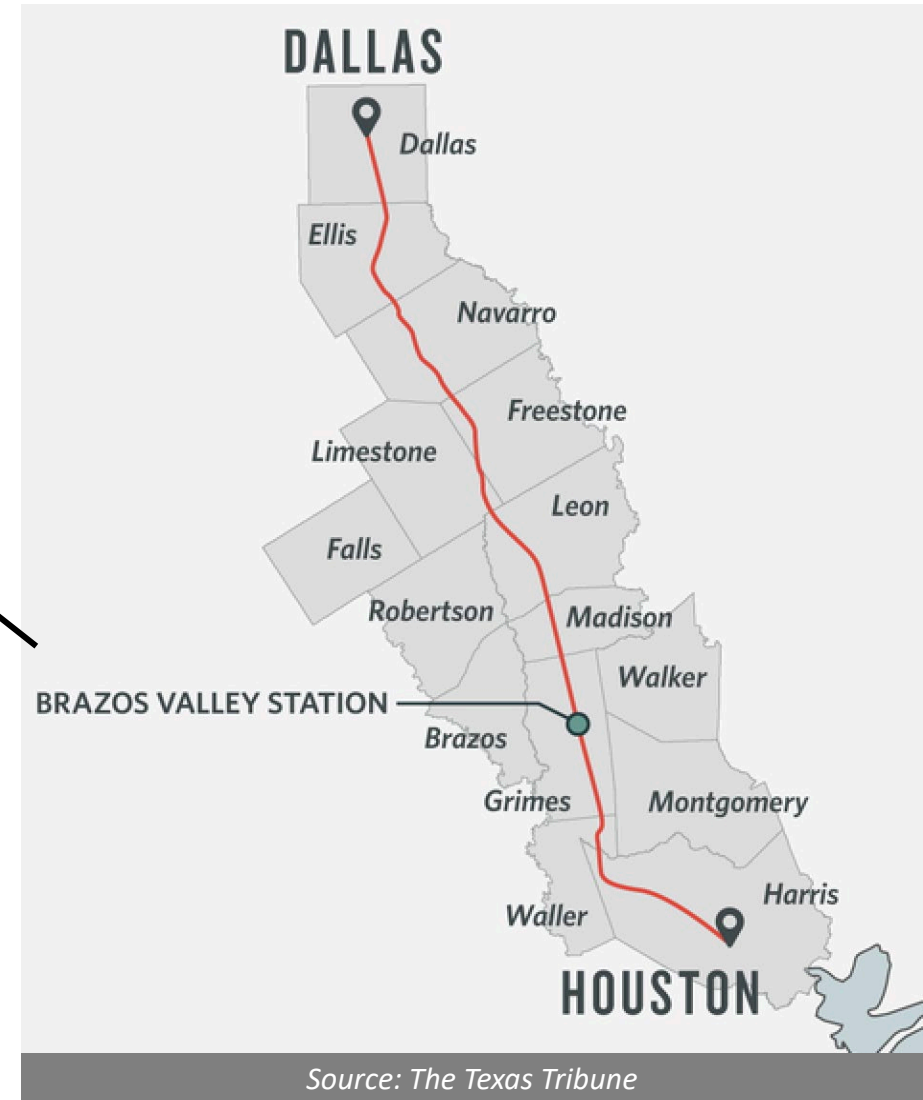 DALLAS
Dallas
Ellis
Navarro
Freestone
Limestone
Leon
Falls
Robertson
Madison
Walker
BRAZOS VALLEY STATION
Brazos
Grimes
Montgomery
Harris
Waller
HOUSTON
Source: The Texas Tribune